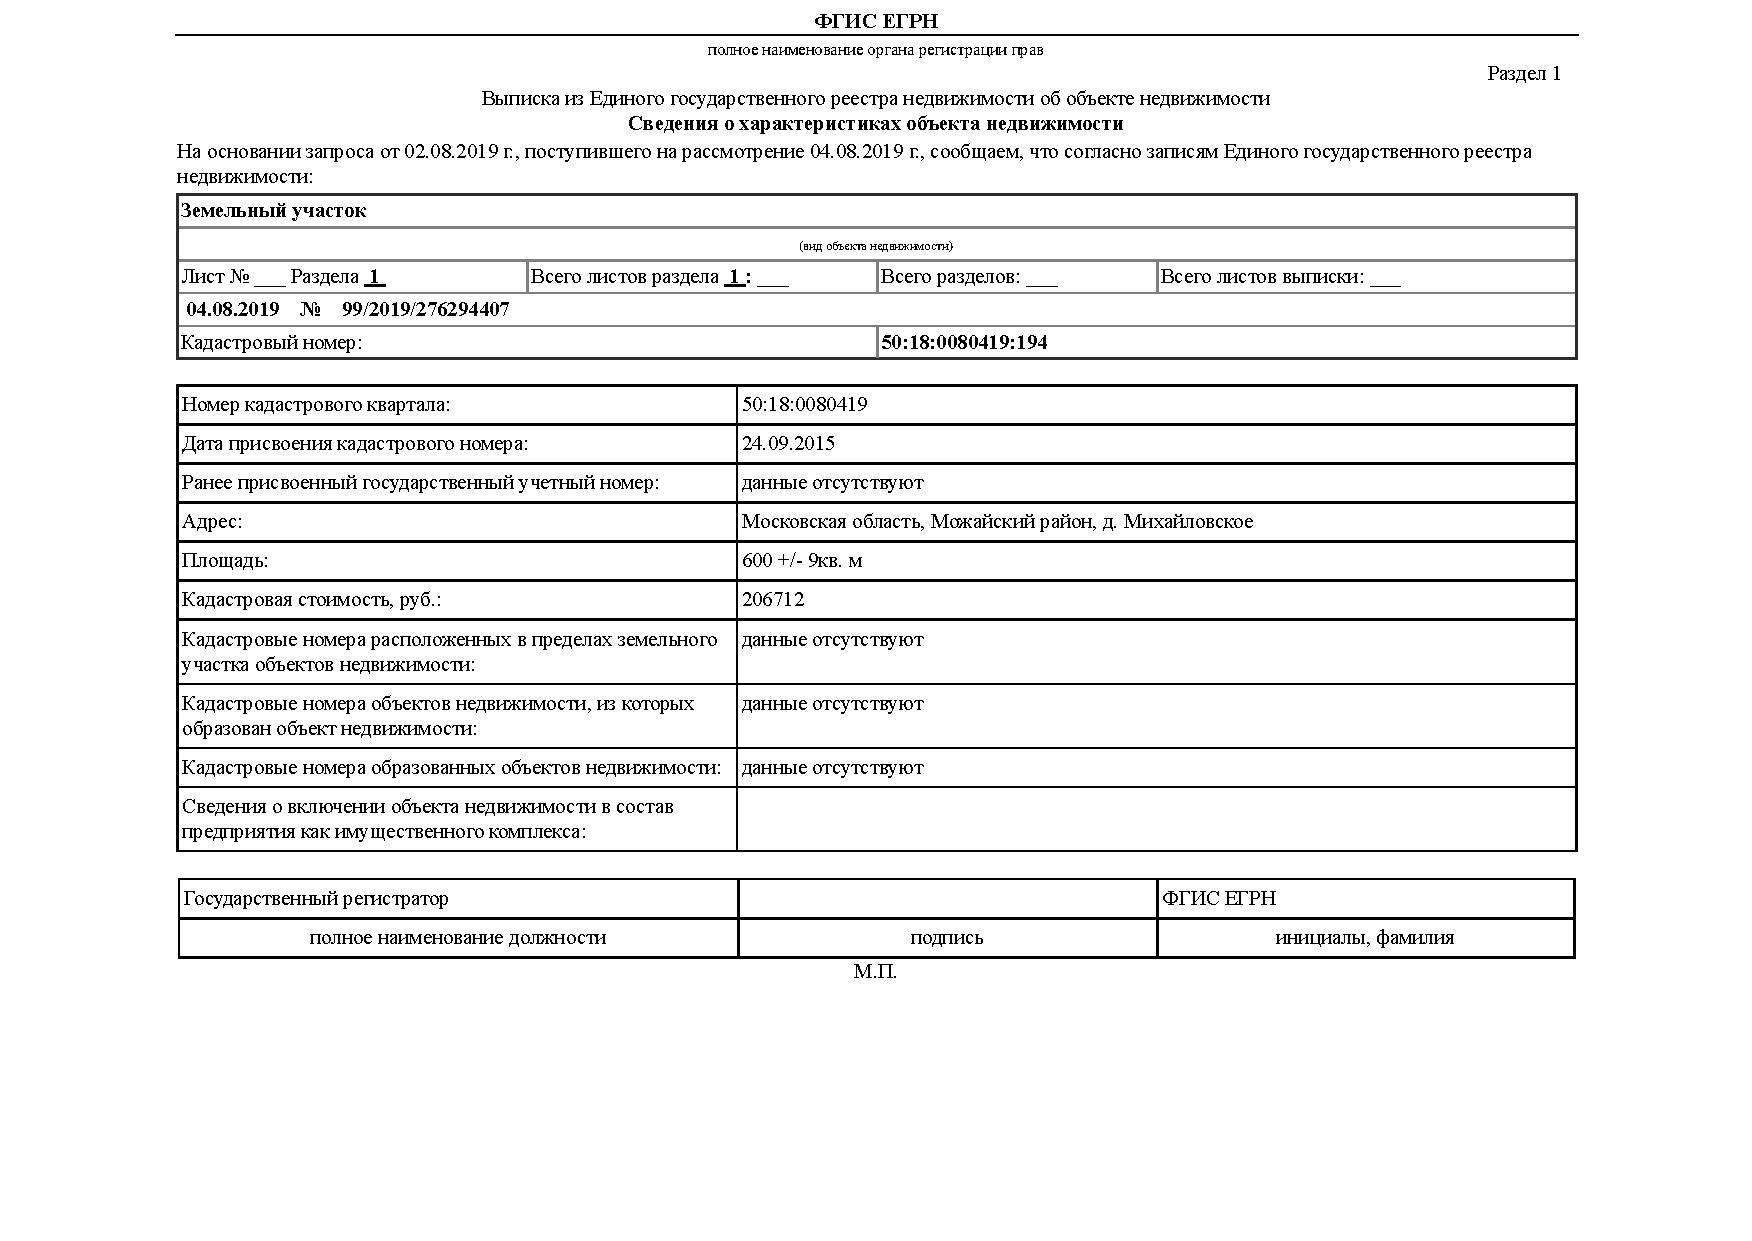 ФГИС ЕГРН
полное наименование органа регистрации прав
Раздел 1
Выписка из Единого государственного реестра недвижимости об объекте недвижимости
Сведения о характеристиках объекта недвижимости
На основании запроса от 02.08.2019 г., поступившего на рассмотрение 04.08.2019 г., сообщаем, что согласно записям Единого государственного реестра
недвижимости:
Земельный участок
(вид объекта недвижимости)
Лист № ___ Раздела 1 Всего листов раздела 1 : ___ Всего разделов: ___ Всего листов выписки: ___
04.08.2019 № 99/2019/276294407
Кадастровый номер: 50:18:0080419:194
Номер кадастрового квартала: 50:18:0080419
Дата присвоения кадастрового номера: 24.09.2015
Ранее присвоенный государственный учетный номер: данные отсутствуют
Адрес: Московская область, Можайский район, д. Михайловское
Площадь: 600 +/- 9кв. м
Кадастровая стоимость, руб.: 206712
Кадастровые номера расположенных в пределах земельного данные отсутствуют
участка объектов недвижимости:
Кадастровые номера объектов недвижимости, из которых данные отсутствуют
образован объект недвижимости:
Кадастровые номера образованных объектов недвижимости: данные отсутствуют
Сведения о включении объекта недвижимости в состав
предприятия как имущественного комплекса:
Государственный регистратор ФГИС ЕГРН
полное наименование должности подпись инициалы, фамилия
М.П.